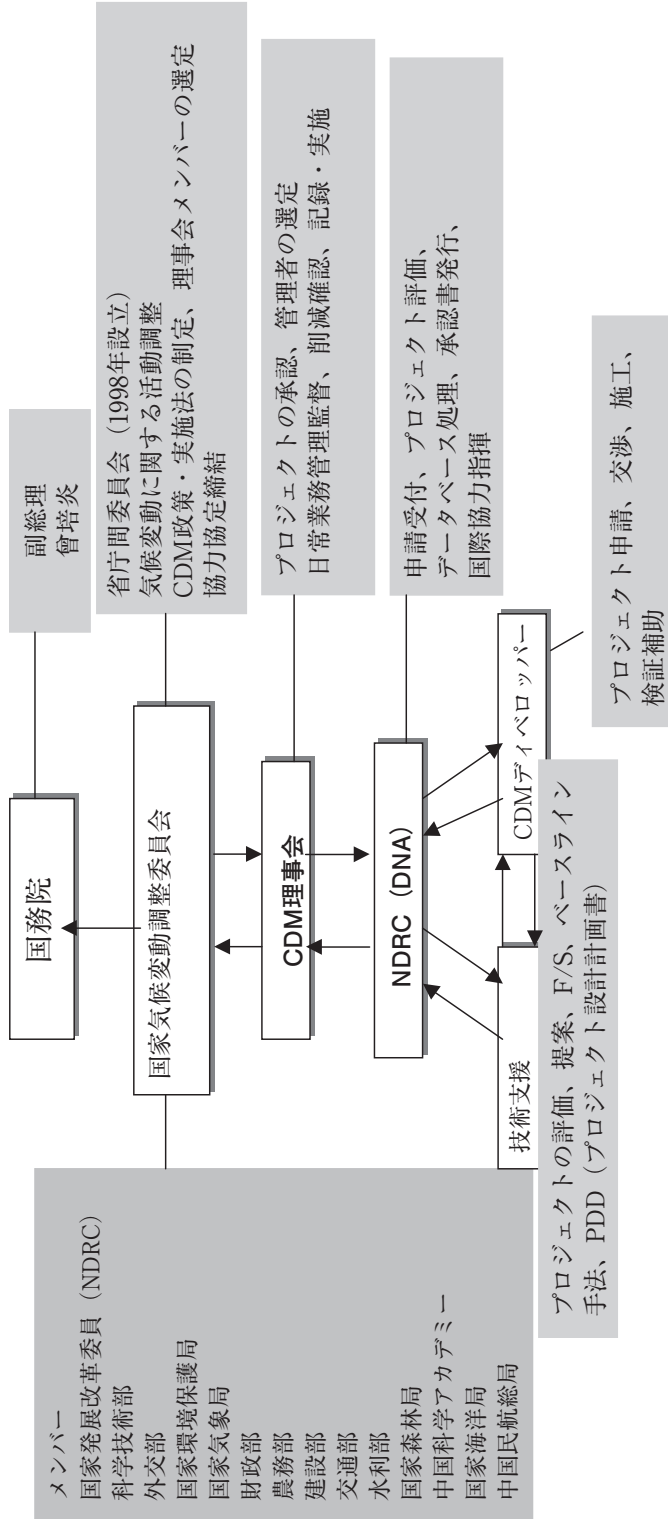 国務院
副総理
曾培炎
国家気候変動調整委員会
省庁間委員会（1998年設立）
気候変動に関する活動調整
CDM政策・実施法の制定、理事会メンバーの選定
協力協定締結
メンバー
国家発展改革委員（NDRC）
科学技術部
外交部
国家環境保護局
国家気象局
財政部
農務部
建設部
交通部
水利部
国家森林局
中国科学アカデミー
国家海洋局
中国民航総局
CDM理事会
プロジェクトの承認、管理者の選定
日常業務管理監督、削減確認、記録・実施
NDRC（DNA）
申請受付、プロジェクト評価、
データベース処理、承認書発行、
国際協力指揮
技術支援
CDMディベロッパー
プロジェクトの評価、提案、F/S、ベースライン
手法、PDD（プロジェクト設計計画書）
プロジェクト申請、交渉、施工、
検証補助